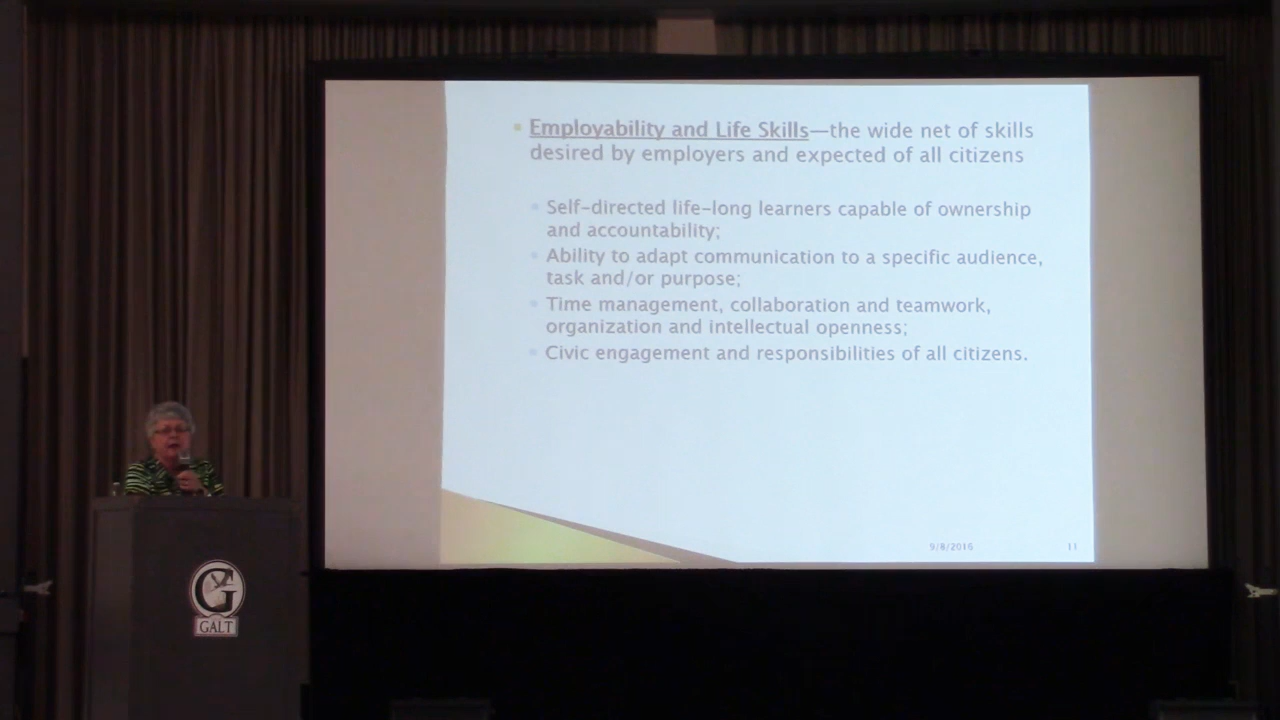 Employability and Life Skills—the wide net of skills
desired by employers and expected of all citizens
Self-directed life-long learners capable of ownership
and accountability;
Ability to adapt communication to a specific audience,
task and/or purpose;
Time management, collaboration and teamwork,
organization and intellectual openness;
Civic engagement and responsibilities of all citizens.
9/8/2016 11
G
GALT